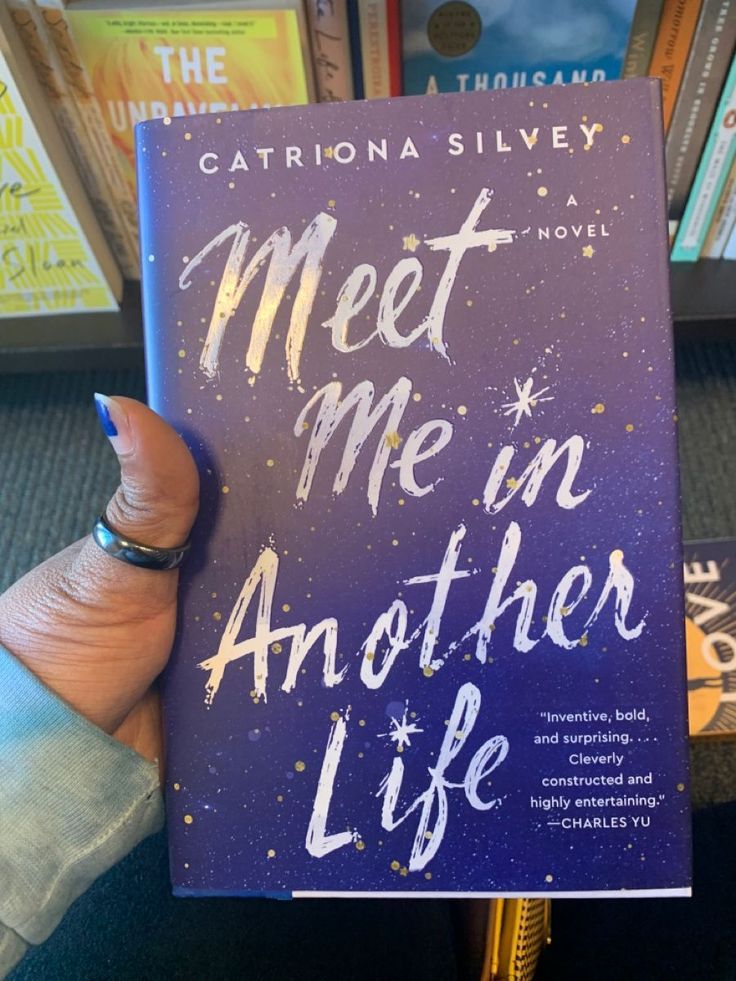 THE
A THOUSAND
CATRIONA SILVEY
A
NOVEL
Meet
Me in
Another
Life
"Inventive, bold,
and surprising. . . .
Cleverly
constructed and
highly entertaining."
—CHARLES YU
Sloan
LOVE